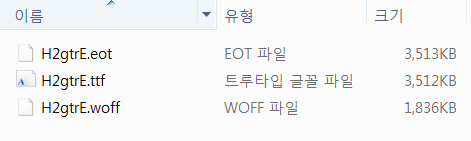 이름 유형 크기
H2gtrE.eot EOT 파일 3,513KB
H2gtrE.ttf 트루타입 글꼴 파일 3,512KB
H2gtrE.woff WOFF 파일 1,836KB